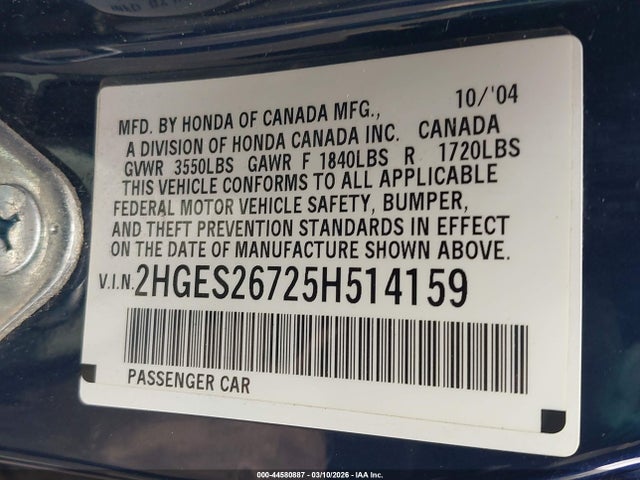 10/'04
MFD. BY HONDA OF CANADA MFG.,
A DIVISION OF HONDA CANADA INC. CANADA
GVWR 3550LBS GAWR F 1840LBS R 1720LBS
THIS VEHICLE CONFORMS TO ALL APPLICABLE
FEDERAL MOTOR VEHICLE SAFETY, BUMPER,
AND THEFT PREVENTION STANDARDS IN EFFECT
ON THE DATE OF MANUFACTURE SHOWN ABOVE.
V.I.N. 2HGES26725H514159
PASSENGER CAR
000-44580887 - 03/10/2026 - IAA Inc.